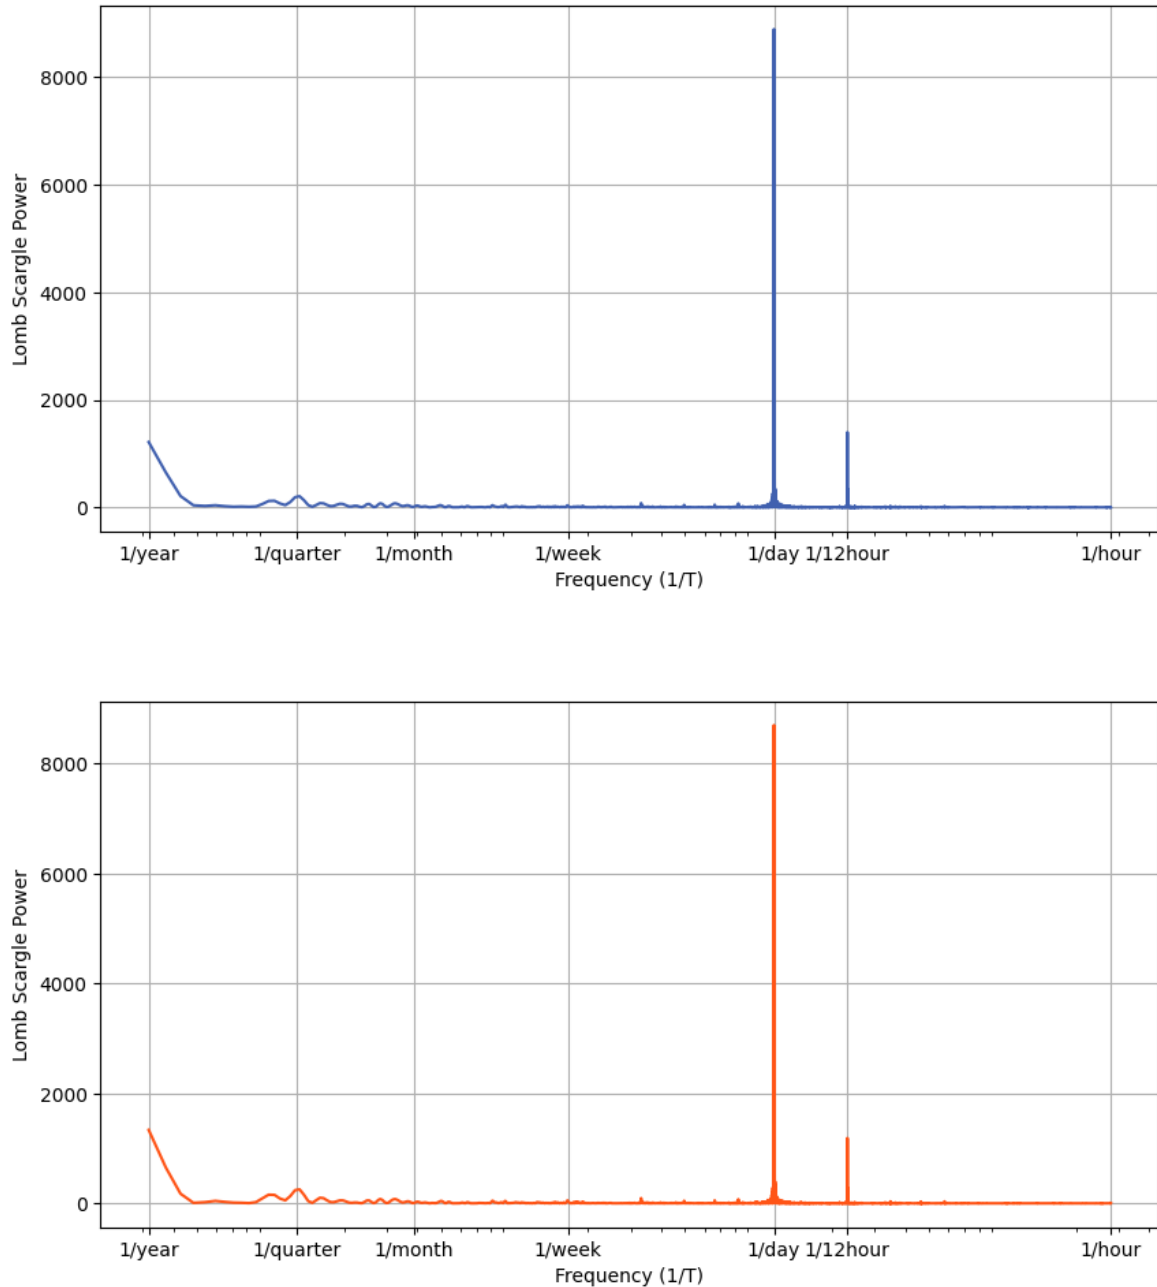 Lomb Scargle Power
8000
6000
4000
2000
0
1/year 1/quarter 1/month 1/week 1/day 1/12hour 1/hour
Frequency (1/T)
Lomb Scargle Power
8000
6000
4000
2000
0
1/year 1/quarter 1/month 1/week 1/day 1/12hour 1/hour
Frequency (1/T)